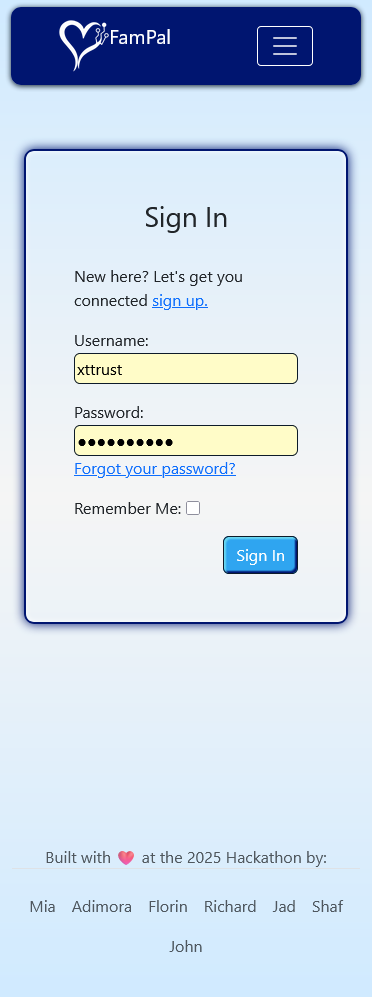 FamPal
Sign In
New here? Let's get you
connected sign up.
Username:
xttrust
Password:
●●●●●●●●●●
Forgot your password?
Remember Me:
Sign In
Built with 💗 at the 2025 Hackathon by:
Mia Adimora Florin Richard Jad Shaf
John